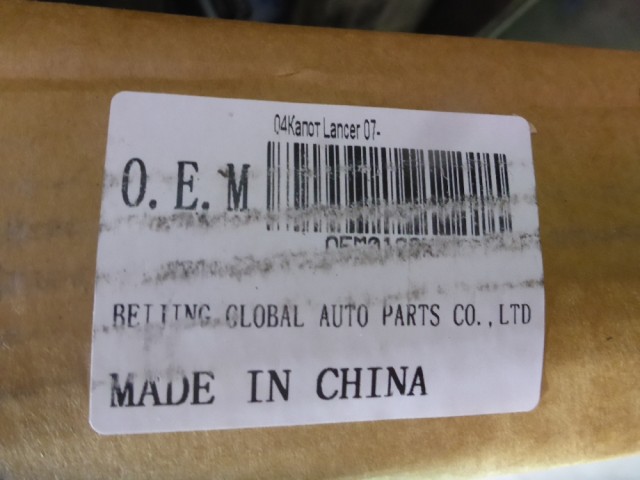 04Капот Lancer 07-
O.E.M
BEIJING GLOBAL AUTO PARTS CO.,LTD
MADE IN CHINA